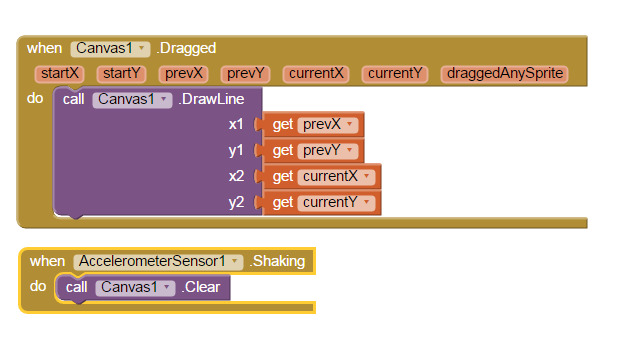 when Canvas1 .Dragged
startX startY prevX prevY currentX currentY draggedAnySprite
do call Canvas1 .DrawLine
x1 get prevX
y1 get prevY
x2 get currentX
y2 get currentY
when AccelerometerSensor1 .Shaking
do call Canvas1 .Clear